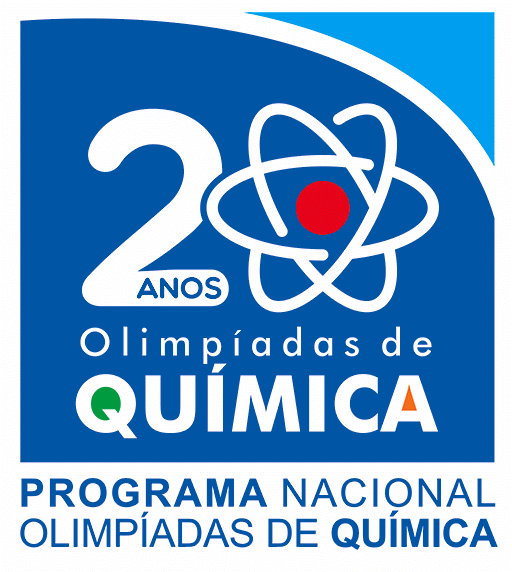 20
ANOS
Olimpíadas de
QUÍMICA
PROGRAMA NACIONAL
OLIMPÍADAS DE QUÍMICA